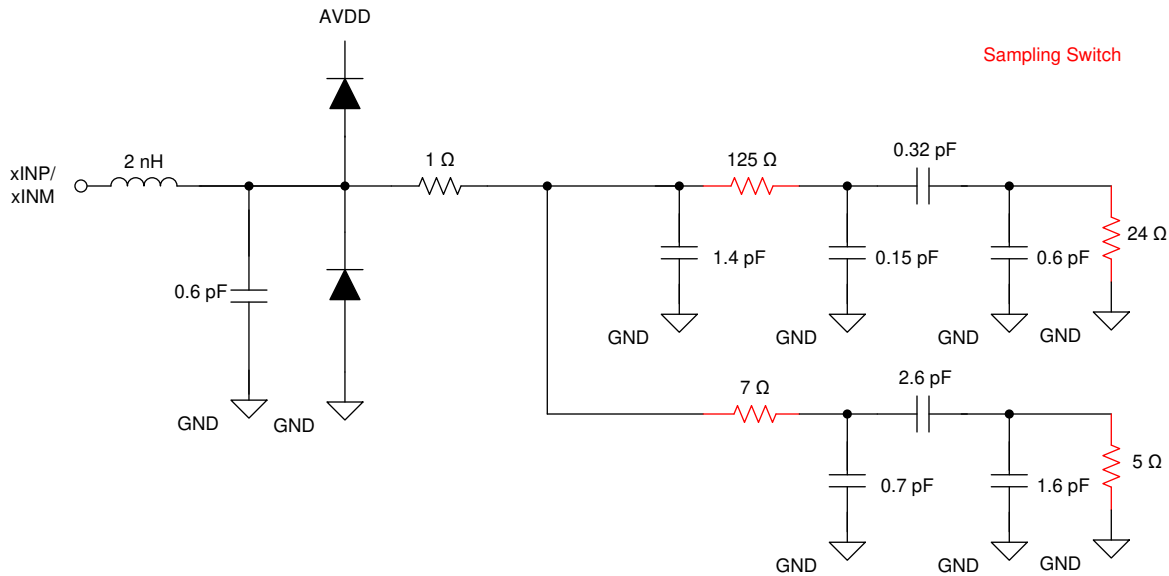 AVDD
Sampling Switch
xINP/
xINM
2 nH
1 Ω
125 Ω
0.32 pF
0.6 pF
1.4 pF
0.15 pF
0.6 pF
24 Ω
GND
GND
GND
GND
7 Ω
2.6 pF
GND
GND
0.7 pF
1.6 pF
5 Ω
GND
GND
GND